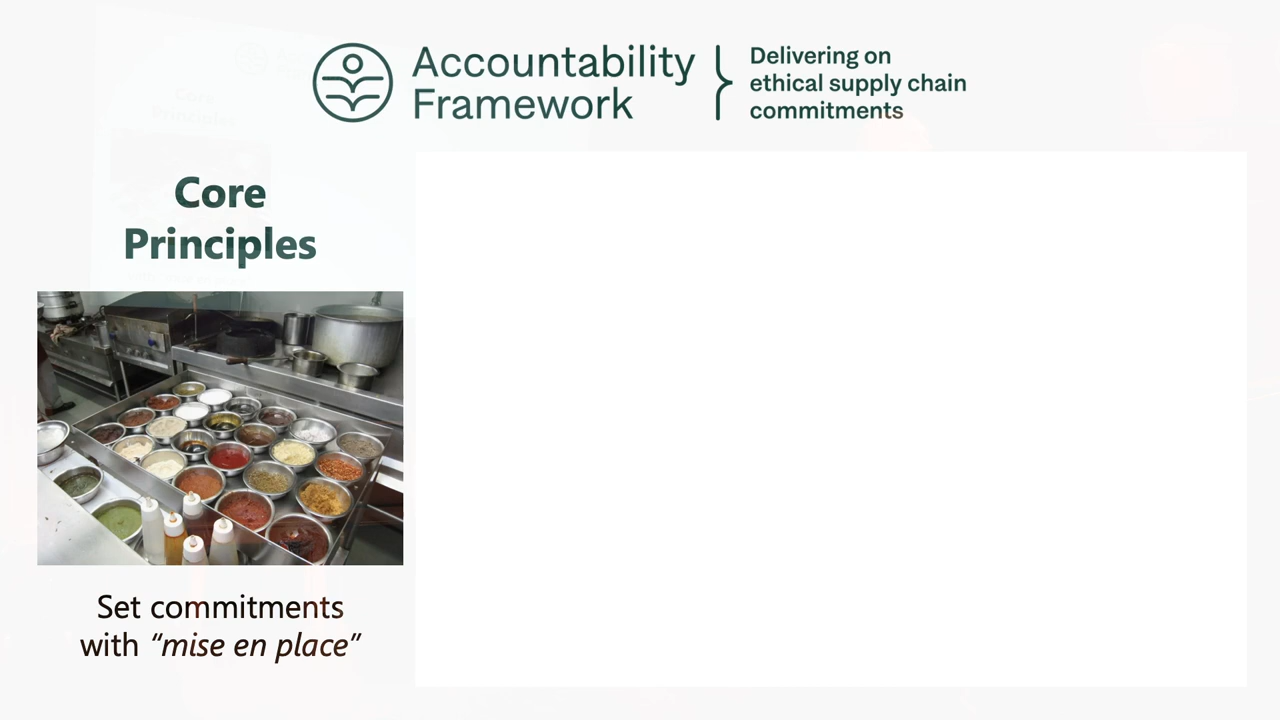 Accountability
Framework
Delivering on
ethical supply chain
commitments
Core
Principles
Set commitments
with “mise en place”